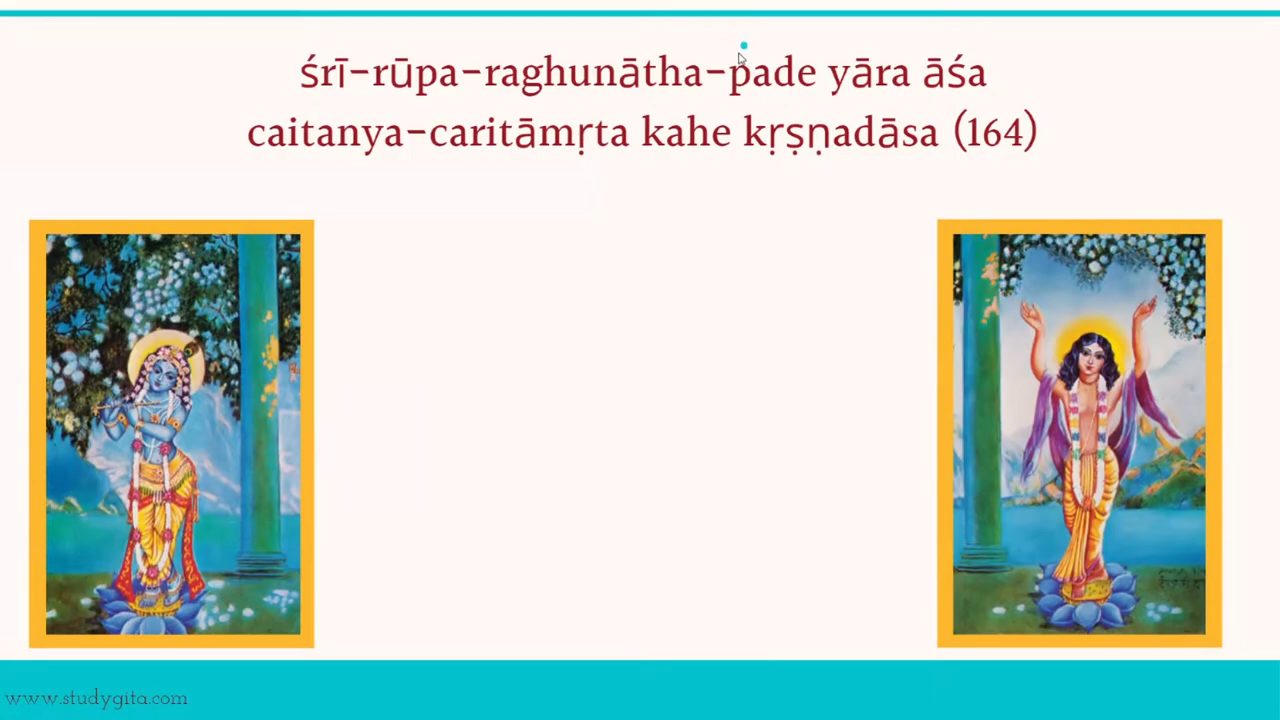 śrī-rūpa-raghunātha-pade yāra āśa
caitanya-caritāmṛta kahe kṛṣṇadāsa (164)
www.studygita.com